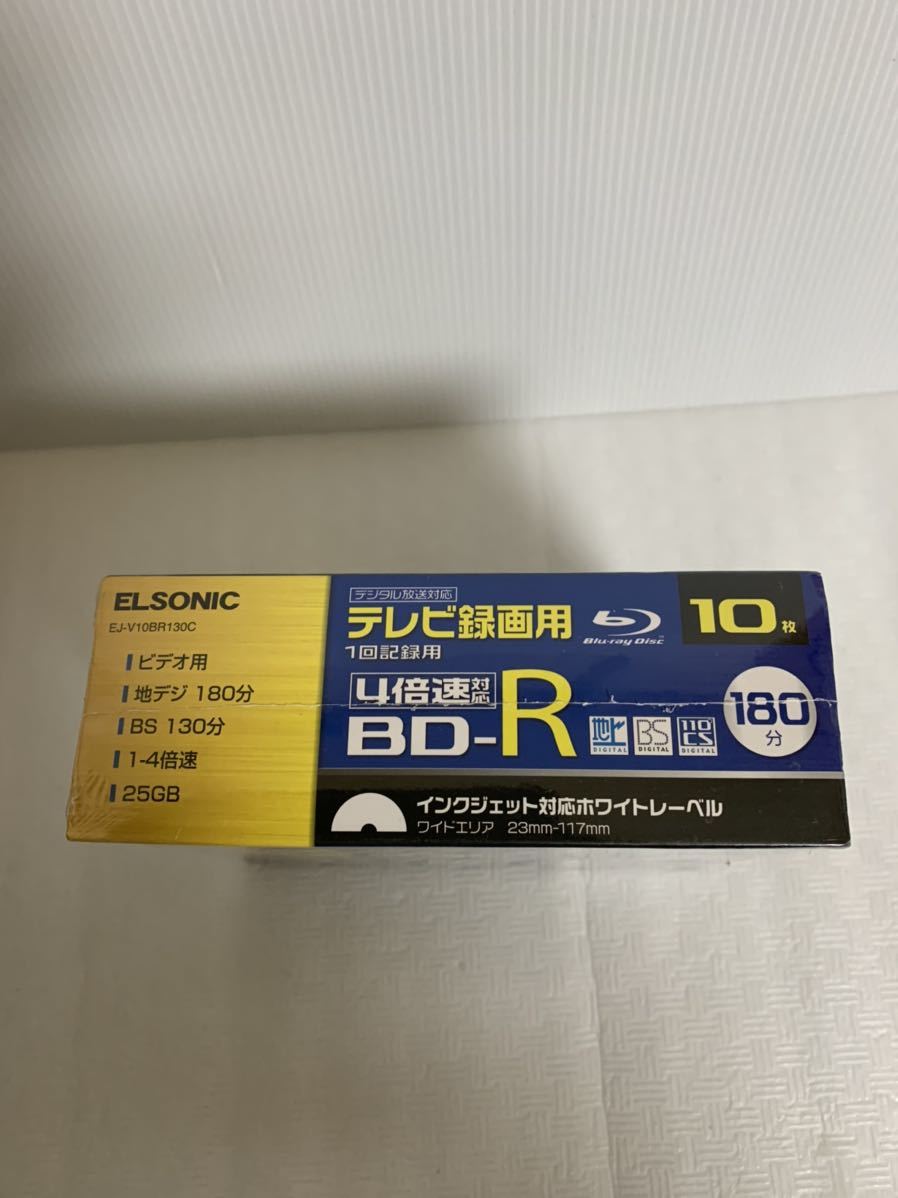 ELSONIC
EJ-V10BR130C
ビデオ用
地デジ 180分
BS 130分
1-4倍速
25GB
デジタル放送対応
テレビ録画用
1回記録用
4倍速対応
BD-R
Blu-ray Disc
10枚
地上 DIGITAL
BS DIGITAL
110 CS DIGITAL
180分
インクジェット対応ホワイトレーベル
ワイドエリア 23mm-117mm